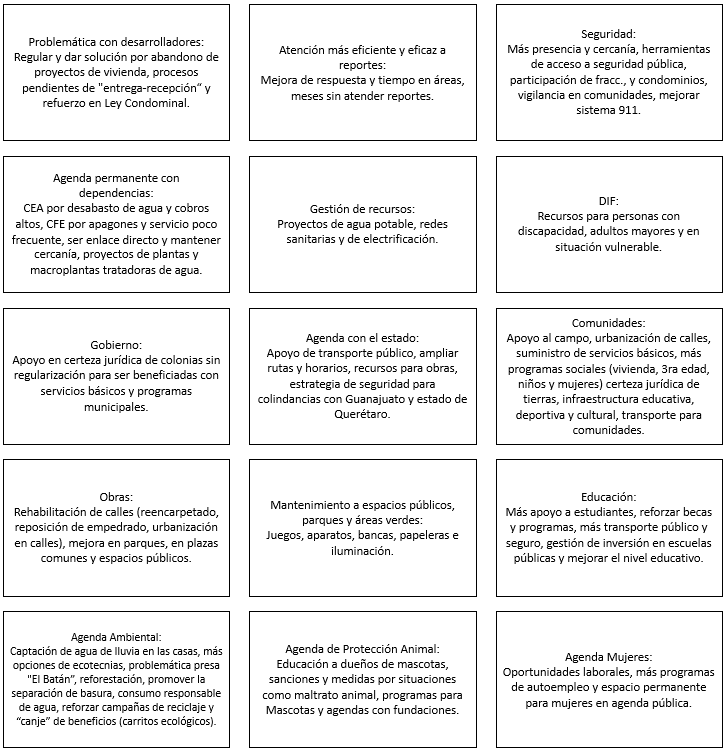 Problemática con desarrolladores:
Regular y dar solución por abandono de
proyectos de vivienda, procesos
pendientes de "entrega-recepción“ y
refuerzo en Ley Condominal.
Atención más eficiente y eficaz a
reportes:
Mejora de respuesta y tiempo en áreas,
meses sin atender reportes.
Seguridad:
Más presencia y cercanía, herramientas
de acceso a seguridad pública,
participación de fracc., y condominios,
vigilancia en comunidades, mejorar
sistema 911.
Agenda permanente con
dependencias:
CEA por desabasto de agua y cobros
altos, CFE por apagones y servicio poco
frecuente, ser enlace directo y mantener
cercanía, proyectos de plantas y
macroplantas tratadoras de agua.
Gestión de recursos:
Proyectos de agua potable, redes
sanitarias y de electrificación.
DIF:
Recursos para personas con
discapacidad, adultos mayores y en
situación vulnerable.
Gobierno:
Apoyo en certeza jurídica de colonias sin
regularización para ser beneficiadas con
servicios básicos y programas
municipales.
Agenda con el estado:
Apoyo de transporte público, ampliar
rutas y horarios, recursos para obras,
estrategia de seguridad para
colindancias con Guanajuato y estado de
Querétaro.
Comunidades:
Apoyo al campo, urbanización de calles,
suministro de servicios básicos, más
programas sociales (vivienda, 3ra edad,
niños y mujeres) certeza jurídica de
tierras, infraestructura educativa,
deportiva y cultural, transporte para
comunidades.
Obras:
Rehabilitación de calles (reencarpetado,
reposición de empedrado, urbanización
en calles), mejora en parques, en plazas
comunes y espacios públicos.
Mantenimiento a espacios públicos,
parques y áreas verdes:
Juegos, aparatos, bancas, papeleras e
iluminación.
Educación:
Más apoyo a estudiantes, reforzar becas
y programas, más transporte público y
seguro, gestión de inversión en escuelas
públicas y mejorar el nivel educativo.
Agenda Ambiental:
Captación de agua de lluvia en las casas, más
opciones de ecotecnias, problemática presa
"El Batán”, reforestación, promover la
separación de basura, consumo responsable
de agua, reforzar campañas de reciclaje y
“canje” de beneficios (carritos ecológicos).
Agenda de Protección Animal:
Educación a dueños de mascotas,
sanciones y medidas por situaciones
como maltrato animal, programas para
Mascotas y agendas con fundaciones.
Agenda Mujeres:
Oportunidades laborales, más programas
de autoempleo y espacio permanente
para mujeres en agenda pública.